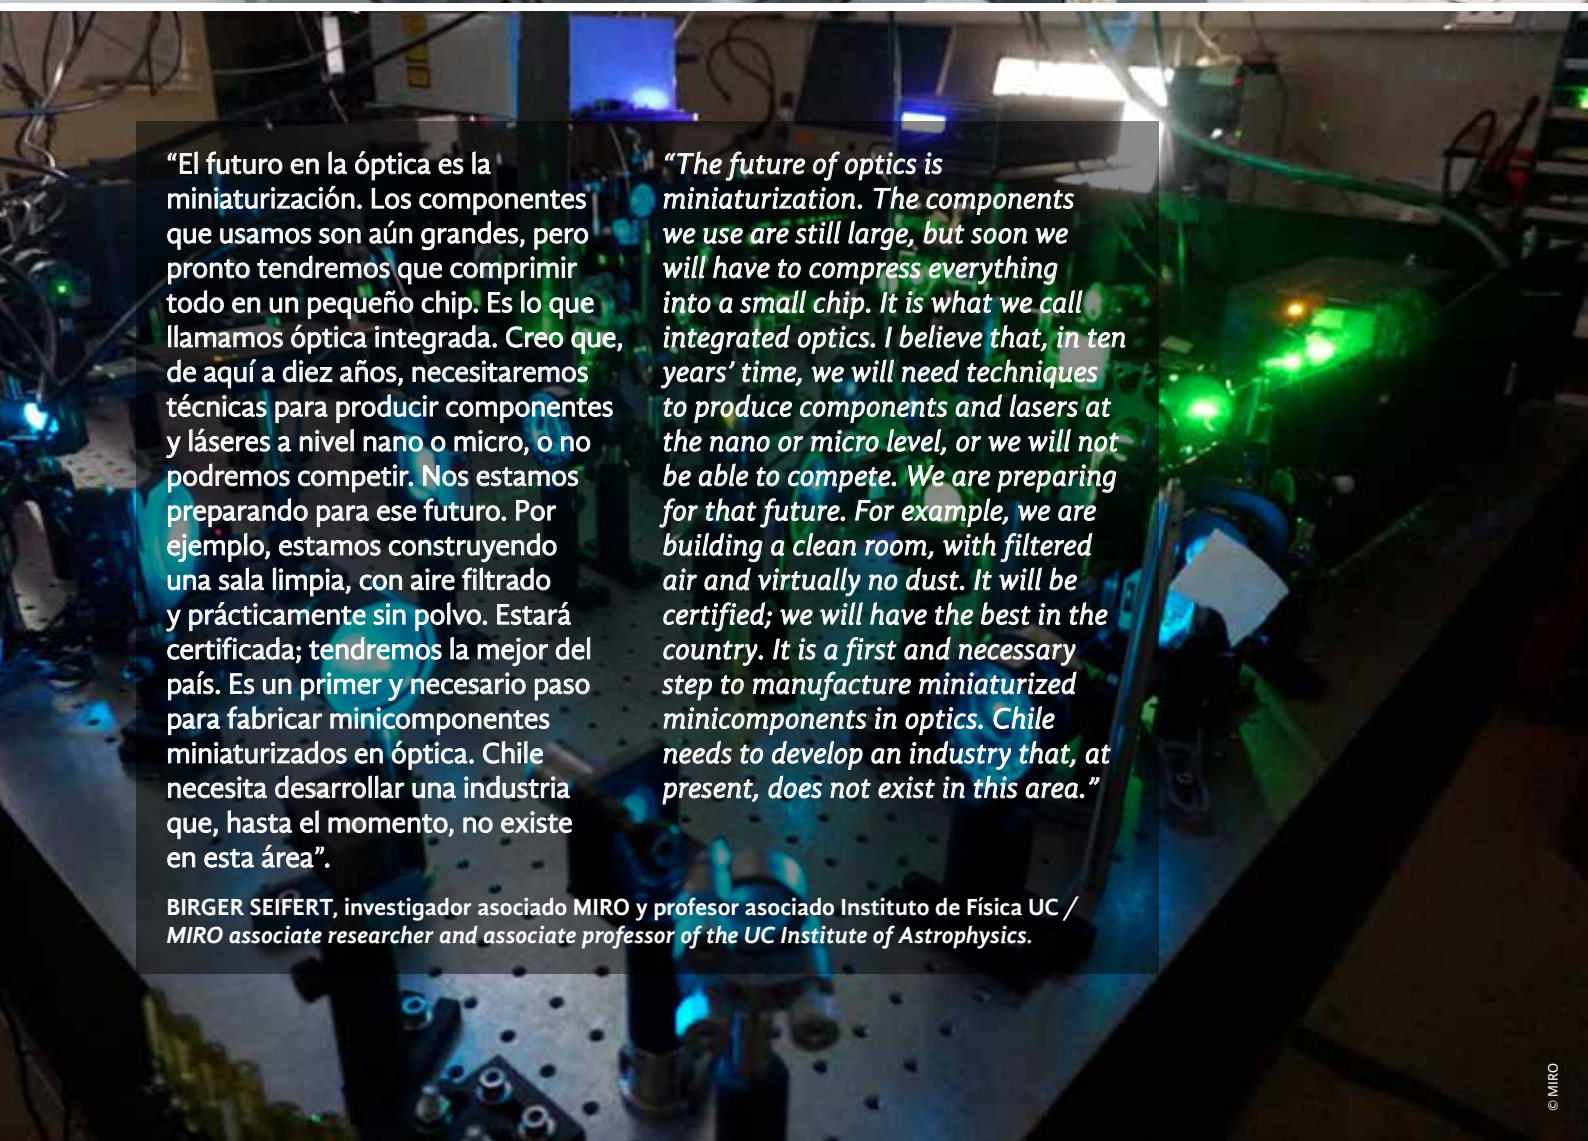 “El futuro en la óptica es la
miniaturización. Los componentes
que usamos son aún grandes, pero
pronto tendremos que comprimir
todo en un pequeño chip. Es lo que
llamamos óptica integrada. Creo que,
de aquí a diez años, necesitaremos
técnicas para producir componentes
y láseres a nivel nano o micro, o no
podremos competir. Nos estamos
preparando para ese futuro. Por
ejemplo, estamos construyendo
una sala limpia, con aire filtrado
y prácticamente sin polvo. Estará
certificada; tendremos la mejor del
país. Es un primer y necesario paso
para fabricar minicomponentes
miniaturizados en óptica. Chile
necesita desarrollar una industria
que, hasta el momento, no existe
en esta área”.
“The future of optics is
miniaturization. The components
we use are still large, but soon we
will have to compress everything
into a small chip. It is what we call
integrated optics. I believe that, in ten
years’ time, we will need techniques
to produce components and lasers at
the nano or micro level, or we will not
be able to compete. We are preparing
for that future. For example, we are
building a clean room, with filtered
air and virtually no dust. It will be
certified; we will have the best in the
country. It is a first and necessary
step to manufacture miniaturized
minicomponents in optics. Chile
needs to develop an industry that, at
present, does not exist in this area.”
BIRGER SEIFERT, investigador asociado MIRO y profesor asociado Instituto de Física UC /
MIRO associate researcher and associate professor of the UC Institute of Astrophysics.
© MIRO